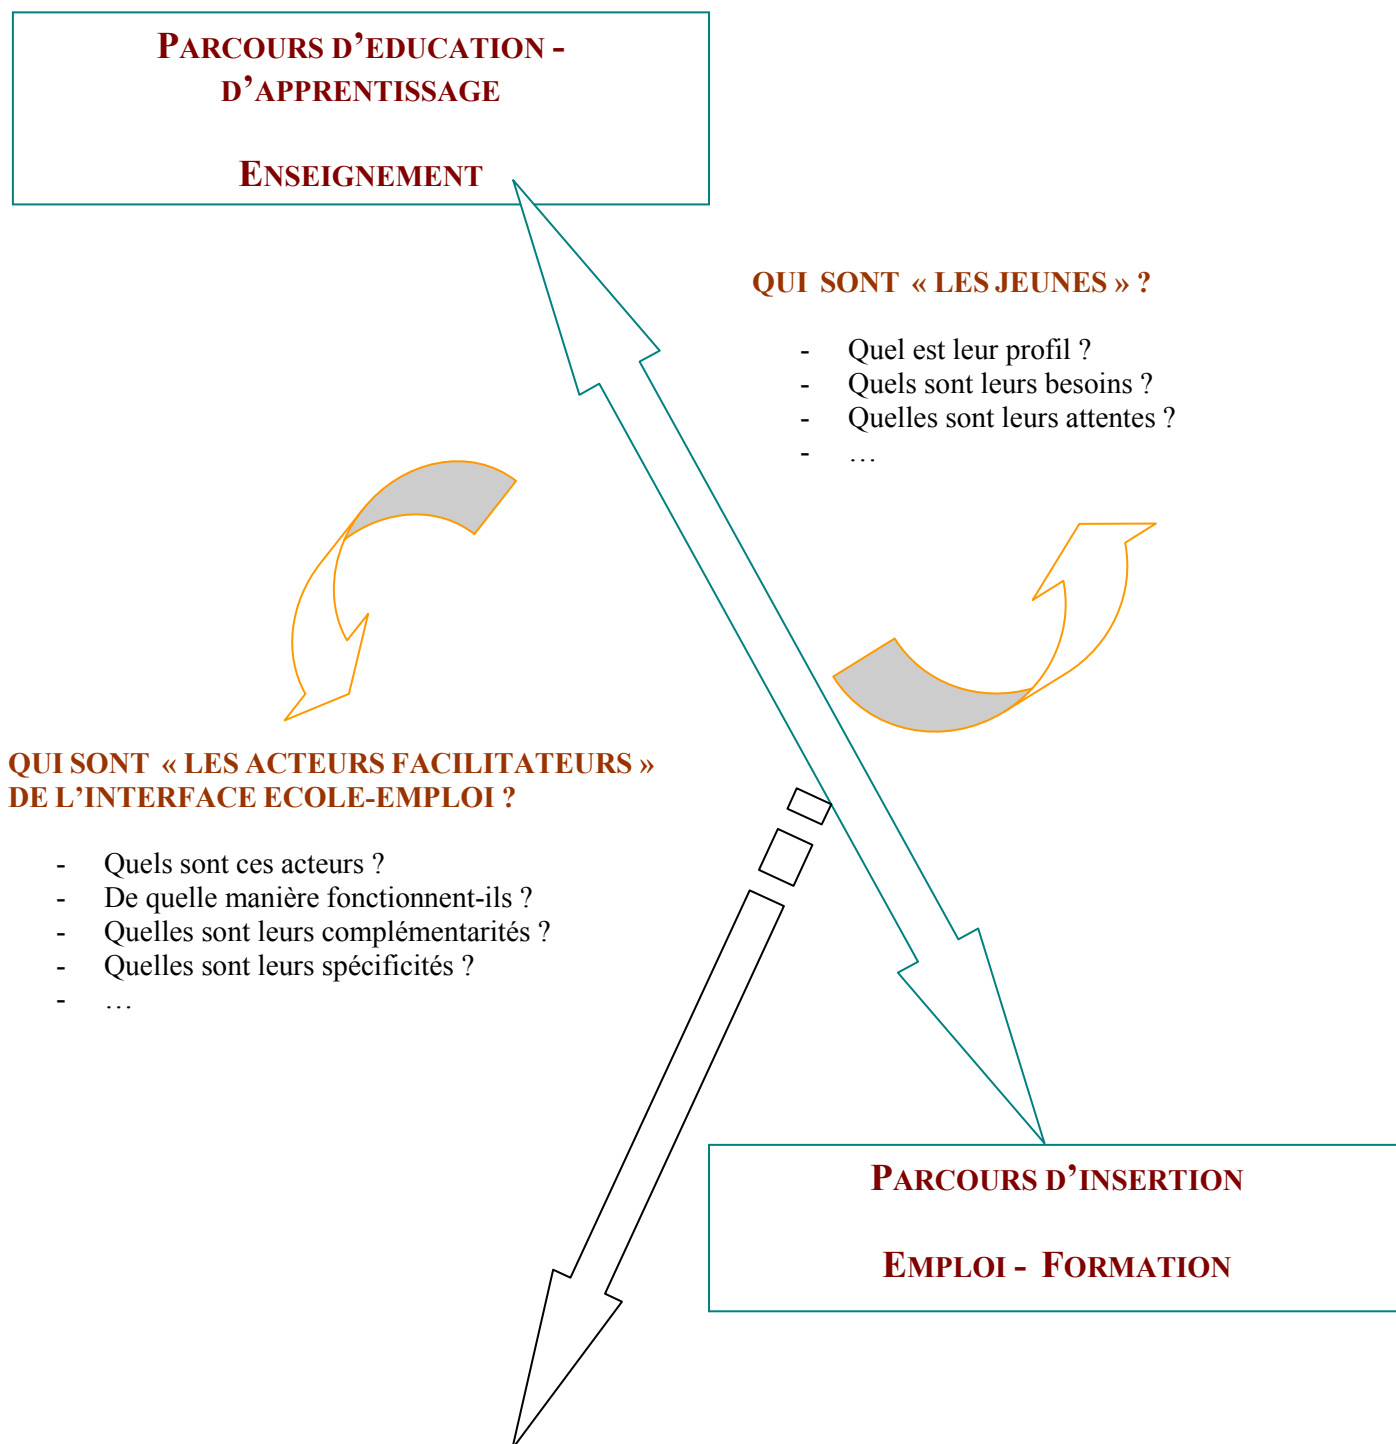 PARCOURS D’EDUCATION -
D’APPRENTISSAGE
ENSEIGNEMENT
QUI SONT « LES JEUNES » ?
- Quel est leur profil ?
- Quels sont leurs besoins ?
- Quelles sont leurs attentes ?
- …
QUI SONT « LES ACTEURS FACILITATEURS »
DE L’INTERFACE ECOLE-EMPLOI ?
- Quels sont ces acteurs ?
- De quelle manière fonctionnent-ils ?
- Quelles sont leurs complémentarités ?
- Quelles sont leurs spécificités ?
- …
PARCOURS D’INSERTION
EMPLOI - FORMATION